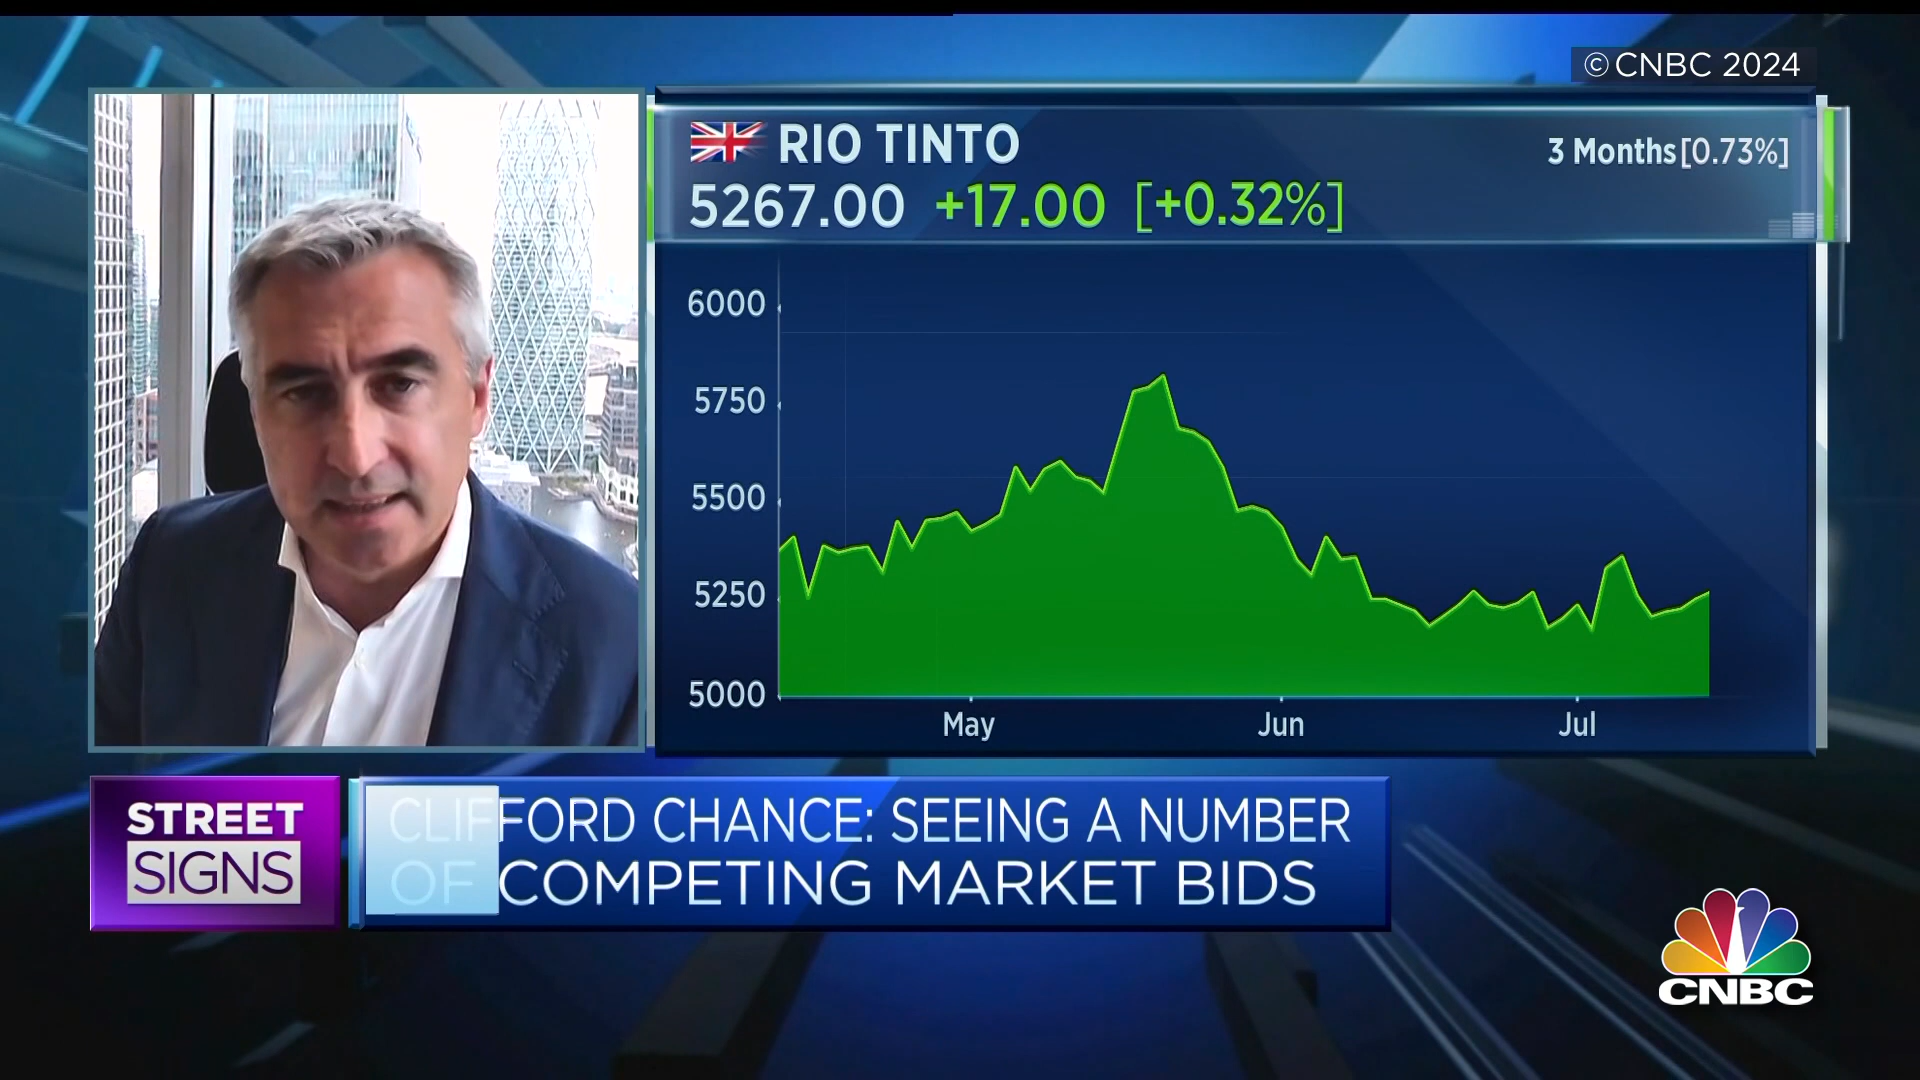 © CNBC 2024
RIO TINTO
3 Months [0.73%]
5267.00 +17.00 [+0.32%]
6000
5750
5500
5250
5000
May Jun Jul
STREET
SIGNS
CLIFFORD CHANCE: SEEING A NUMBER
OF COMPETING MARKET BIDS
CNBC